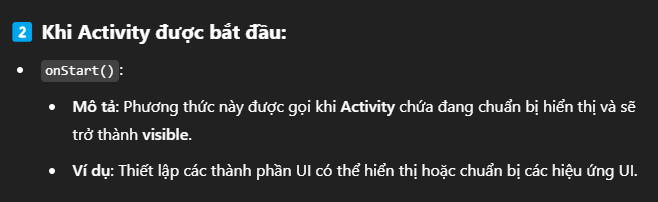 2 Khi Activity được bắt đầu:
• onStart():
• Mô tả: Phương thức này được gọi khi Activity chứa đang chuẩn bị hiển thị và sẽ
trở thành visible.
• Ví dụ: Thiết lập các thành phần UI có thể hiển thị hoặc chuẩn bị các hiệu ứng UI.